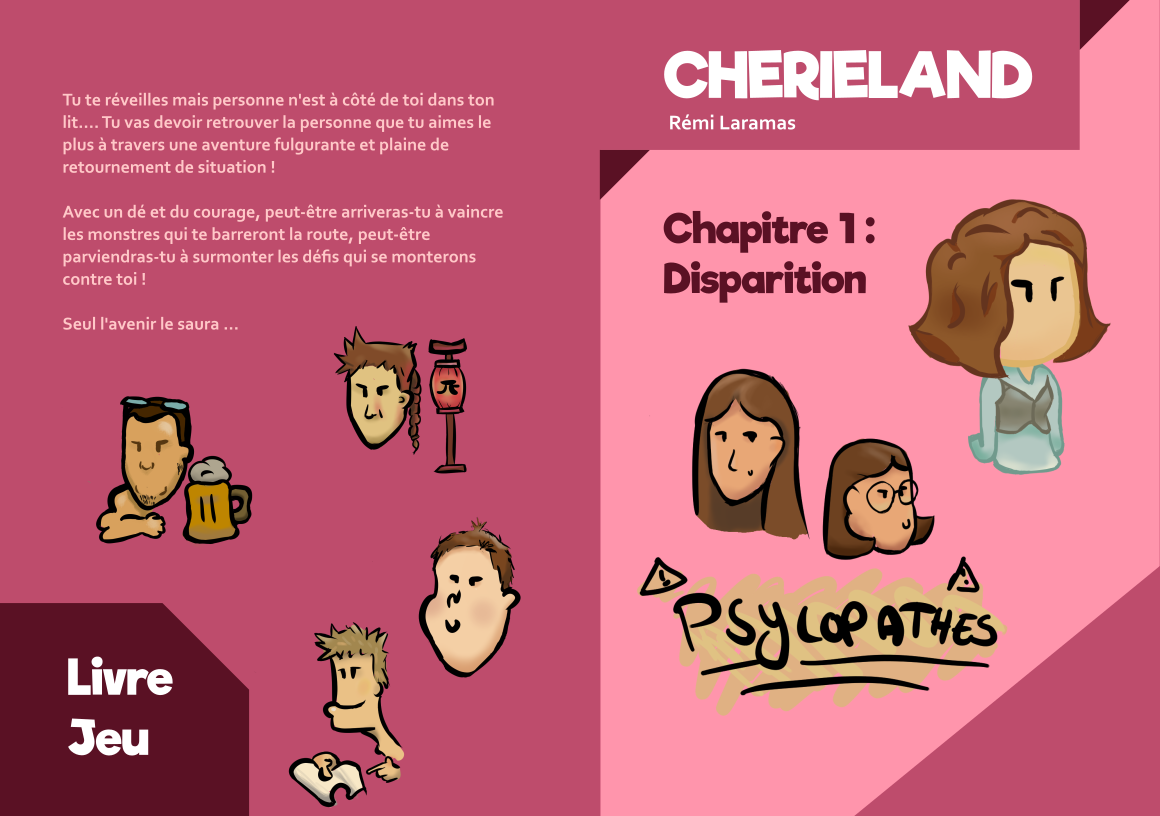 Tu te réveilles mais personne n'est à côté de toi dans ton
lit.... Tu vas devoir retrouver la personne que tu aimes le
plus à travers une aventure fulgurante et plaine de
retournement de situation !
Avec un dé et du courage, peut-être arriveras-tu à vaincre
les monstres qui te barreront la route, peut-être
parviendras-tu à surmonter les défis qui se monterons
contre toi !
Seul l'avenir le saura ...
Livre
Jeu
CHERIELAND
Rémi Laramas
Chapitre 1 :
Disparition
! !
PSYCOPATHES